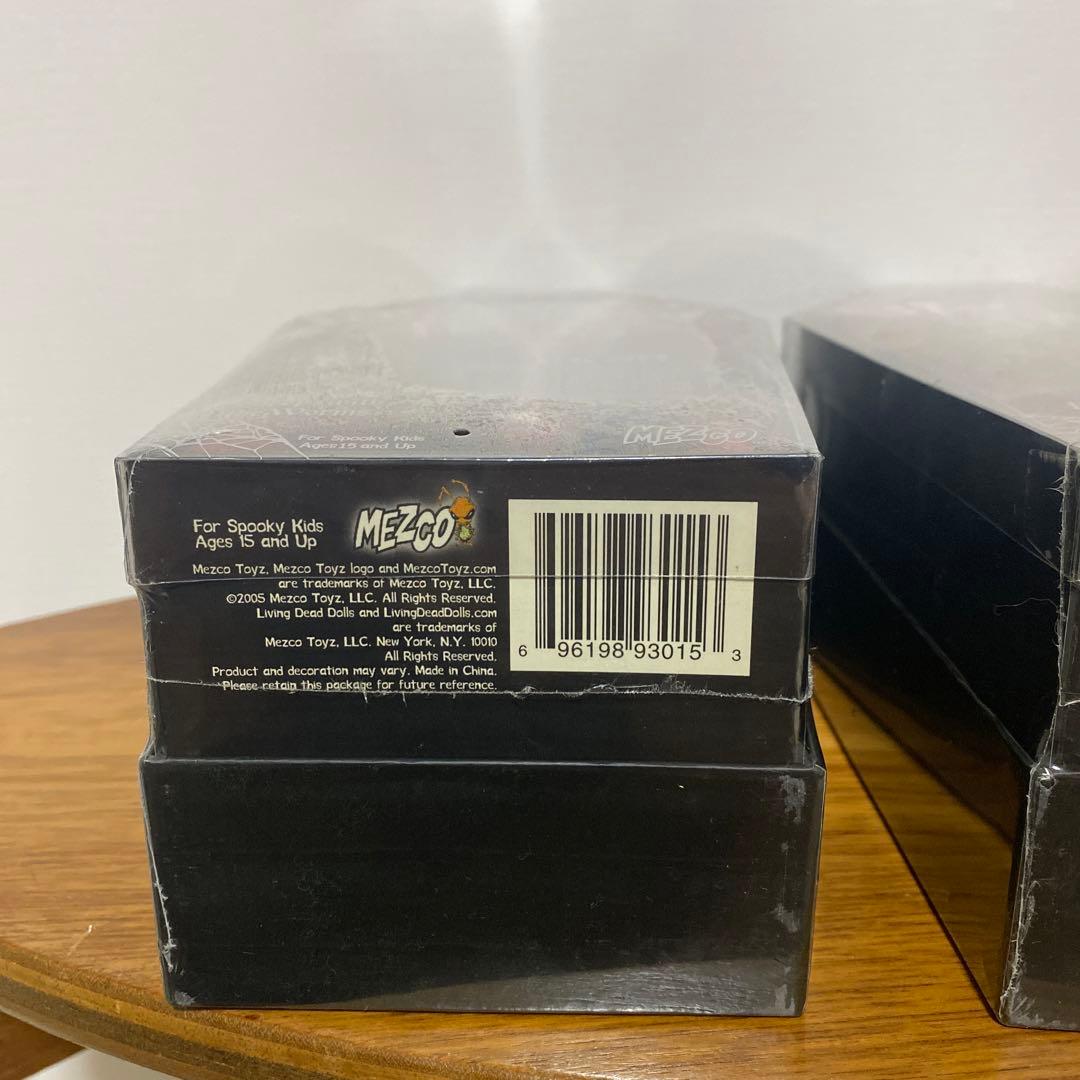 For Spooky Kids
Ages 15 and Up
MEZCO
For Spooky Kids
Ages 15 and Up
MEZCO
Mezco Toyz, Mezco Toyz logo and MezcoToyz.com
are trademarks of Mezco Toyz, LLC.
©2005 Mezco Toyz, LLC. All Rights Reserved.
Living Dead Dolls and LivingDeadDolls.com
are trademarks of
Mezco Toyz, LLC. New York, N.Y. 10010
All Rights Reserved.
Product and decoration may vary. Made in China.
Please retain this package for future reference.
6 96198 93015 3